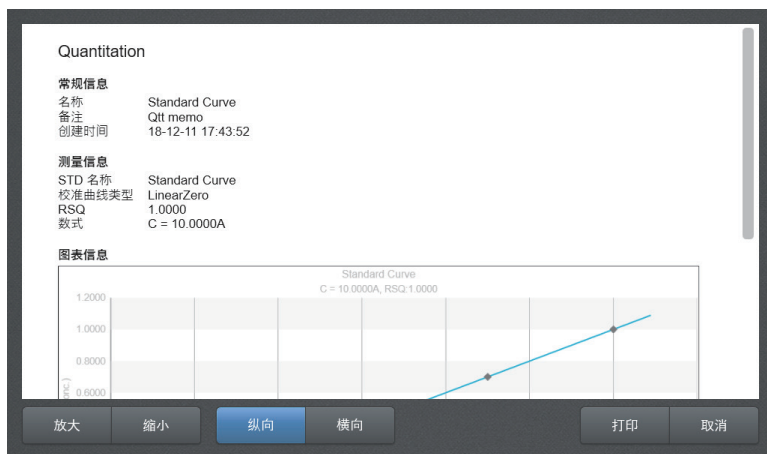 Quantitation
常规信息
名称 Standard Curve
备注 Qtt memo
创建时间 18-12-11 17:43:52
测量信息
STD 名称 Standard Curve
校准曲线类型 LinearZero
RSQ 1.0000
数式 C = 10.0000A
图表信息
Standard Curve
C = 10.0000A, RSQ:1.0000
1.2000
1.0000
0.8000
0.6000
放大 缩小 纵向 横向 打印 取消